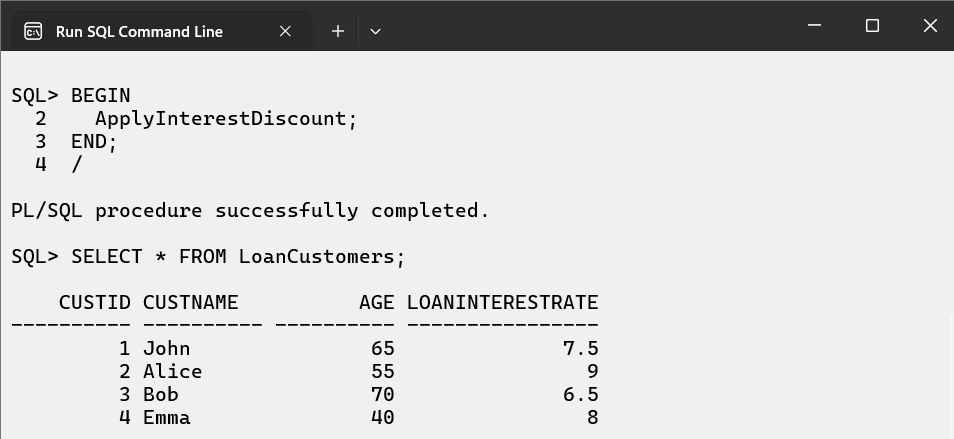 Run SQL Command Line
SQL> BEGIN
  2    ApplyInterestDiscount;
  3  END;
  4  /
PL/SQL procedure successfully completed.
SQL> SELECT * FROM LoanCustomers;
    CUSTID CUSTNAME          AGE LOANINTERESTRATE
---------- ---------- ---------- ----------------
         1 John               65              7.5
         2 Alice              55                9
         3 Bob                70              6.5
         4 Emma               40                8